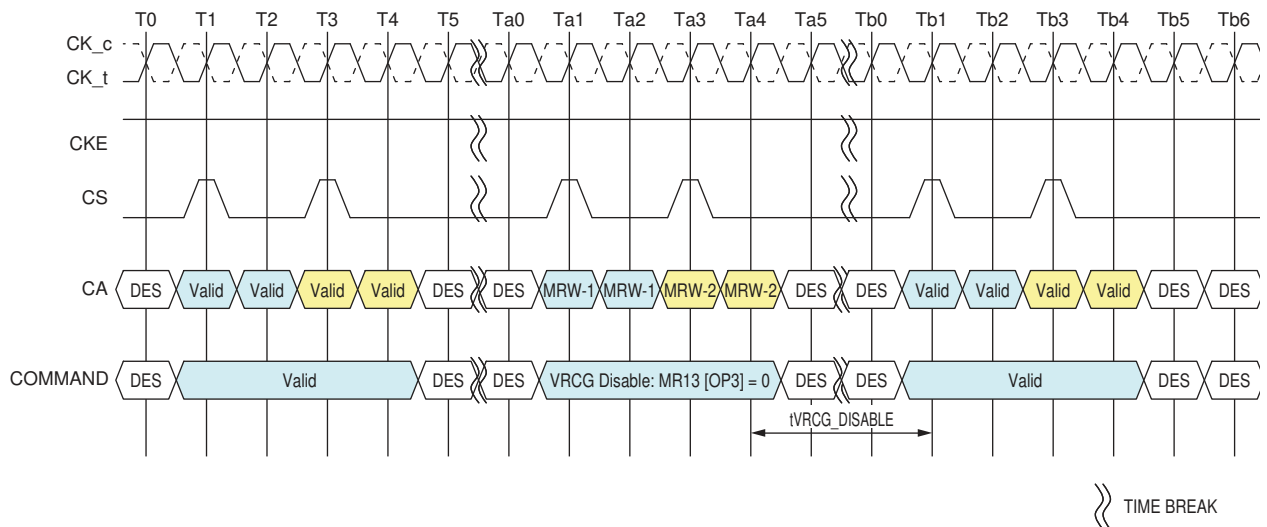 T0 T1 T2 T3 T4 T5 Ta0 Ta1 Ta2 Ta3 Ta4 Ta5 Tb0 Tb1 Tb2 Tb3 Tb4 Tb5 Tb6
CK_c
CK_t
CKE
CS
CA DES Valid Valid Valid Valid DES DES MRW-1 MRW-1 MRW-2 MRW-2 DES DES Valid Valid Valid Valid DES DES
COMMAND DES Valid DES DES VRCG Disable: MR13 [OP3] = 0 DES DES Valid DES DES
tVRCG_DISABLE
TIME BREAK